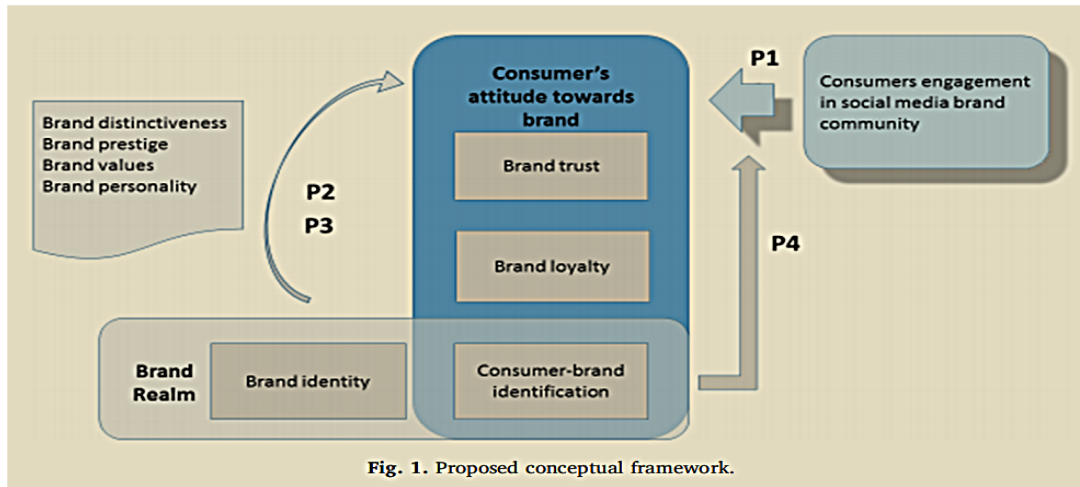 Brand distinctiveness
Brand prestige
Brand values
Brand personality
P2
P3
Consumer's
attitude towards
brand
Brand trust
Brand loyalty
P1
Consumers engagement
in social media brand
community
P4
Brand
Realm
Brand identity
Consumer-brand
identification
Fig. 1. Proposed conceptual framework.